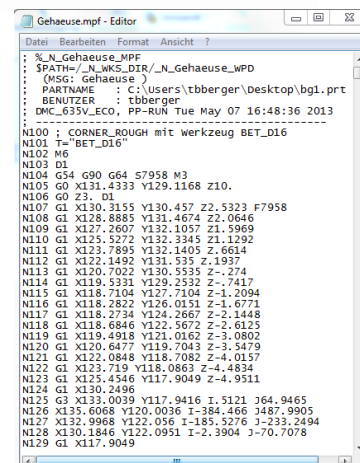 Gehaeuse.mpf - Editor
Datei Bearbeiten Format Ansicht ?
; %_N_Gehaeuse_MPF
; $PATH=/_N_WKS_DIR/_N_Gehaeuse_WPD
; (MSG: Gehaeuse )
; PARTNAME : C:\Users\tbberger\Desktop\bg1.prt
; BENUTZER : tbberger
; DMC_635V_ECO, PP-RUN Tue May 07 16:48:36 2013
; ----------------------------------------
N100 ; CORNER_ROUGH mit Werkzeug BET_D16
N101 T="BET_D16"
N102 M6
N103 D1
N104 G54 G90 G64 S7958 M3
N105 G0 X131.4333 Y129.1168 Z10.
N106 G0 Z3. D1
N107 G1 X130.3155 Y130.457 Z2.5323 F7958
N108 G1 X128.8885 Y131.4674 Z2.0646
N109 G1 X127.2607 Y132.1057 Z1.5969
N110 G1 X125.5272 Y132.3345 Z1.1292
N111 G1 X123.7895 Y132.1405 Z.6614
N112 G1 X122.1492 Y131.535 Z.1937
N113 G1 X120.7022 Y130.5535 Z-.274
N114 G1 X119.5331 Y129.2532 Z-.7417
N115 G1 X118.7104 Y127.7104 Z-1.2094
N116 G1 X118.2822 Y126.0151 Z-1.6771
N117 G1 X118.2734 Y124.2667 Z-2.1448
N118 G1 X118.6846 Y122.5672 Z-2.6125
N119 G1 X119.4918 Y121.0162 Z-3.0802
N120 G1 X120.6477 Y119.7043 Z-3.5479
N121 G1 X122.0848 Y118.7082 Z-4.0157
N122 G1 X123.719 Y118.0863 Z-4.4834
N123 G1 X125.4546 Y117.9049 Z-4.9511
N124 G1 X130.2496
N125 G3 X133.0039 Y117.9416 I.5121 J64.9465
N126 X135.6068 Y120.0036 I-384.466 J487.9905
N127 X132.9968 Y122.056 I-185.5276 J-233.2494
N128 X130.1846 Y122.0951 I-2.3904 J-70.7078
N129 G1 X117.9049